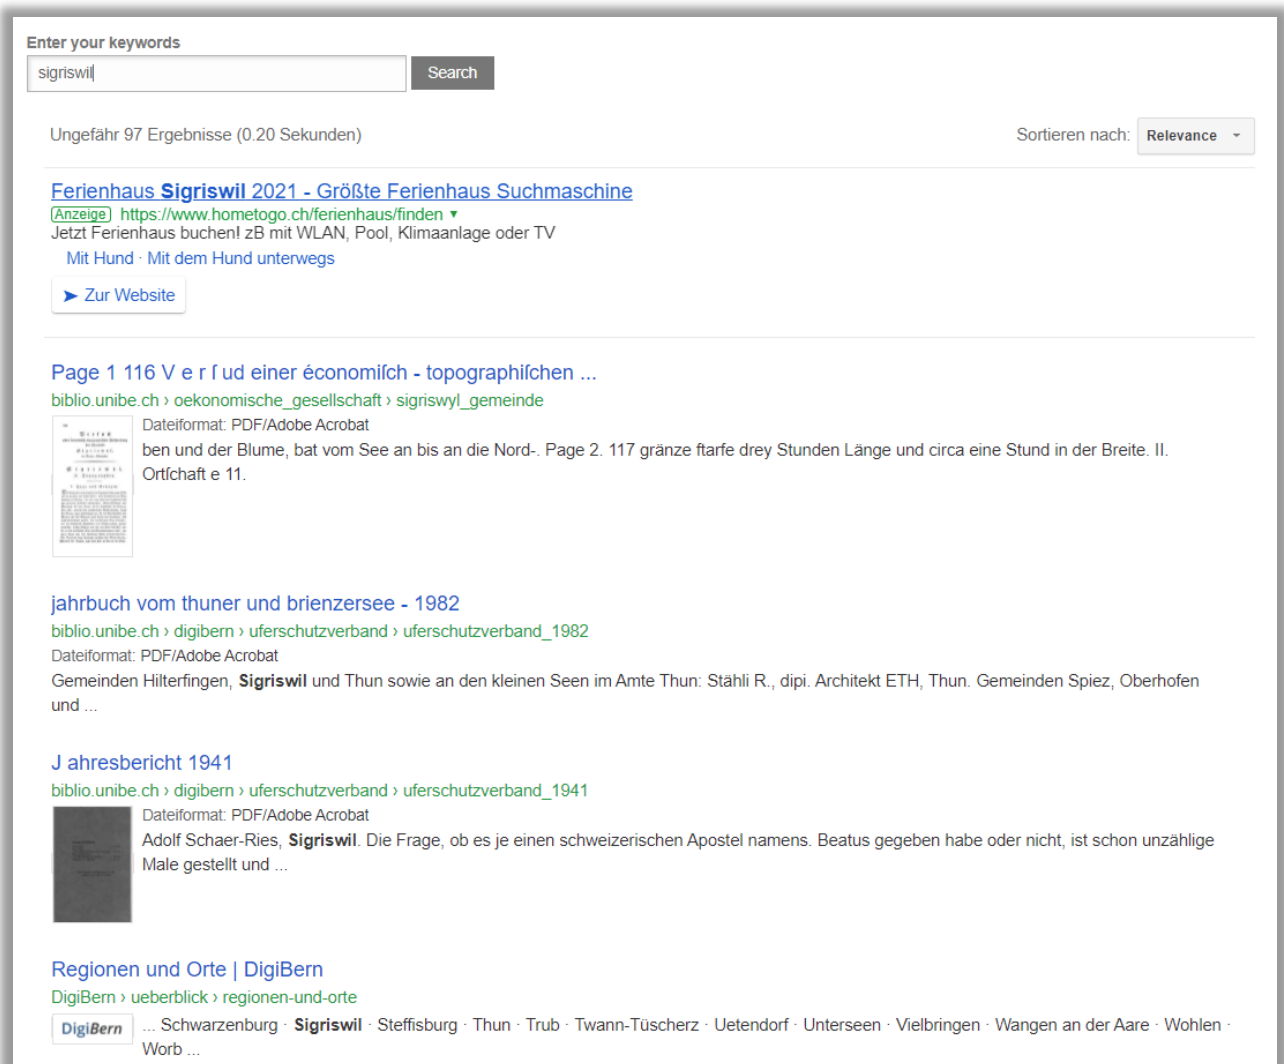 Enter your keywords
sigriswil
Search
Ungefähr 97 Ergebnisse (0.20 Sekunden)
Sortieren nach: Relevance
Ferienhaus Sigriswil 2021 - Größte Ferienhaus Suchmaschine
Anzeige https://www.hometogo.ch/ferienhaus/finden
Jetzt Ferienhaus buchen! zB mit WLAN, Pool, Klimaanlage oder TV
Mit Hund · Mit dem Hund unterwegs
Zur Website
Page 1 116 V e r ſ ud einer économiſch - topographiſchen ...
biblio.unibe.ch › oekonomische_gesellschaft › sigriswyl_gemeinde
Dateiformat: PDF/Adobe Acrobat
ben und der Blume, bat vom See an bis an die Nord-. Page 2. 117 gränze ftarfe drey Stunden Länge und circa eine Stund in der Breite. II.
Ortſchaft e 11.
jahrbuch vom thuner und brienzersee - 1982
biblio.unibe.ch › digibern › uferschutzverband › uferschutzverband_1982
Dateiformat: PDF/Adobe Acrobat
Gemeinden Hilterfingen, Sigriswil und Thun sowie an den kleinen Seen im Amte Thun: Stähli R., dipi. Architekt ETH, Thun. Gemeinden Spiez, Oberhofen
und ...
J ahresbericht 1941
biblio.unibe.ch › digibern › uferschutzverband › uferschutzverband_1941
Dateiformat: PDF/Adobe Acrobat
Adolf Schaer-Ries, Sigriswil. Die Frage, ob es je einen schweizerischen Apostel namens. Beatus gegeben habe oder nicht, ist schon unzählige
Male gestellt und ...
Regionen und Orte | DigiBern
DigiBern › ueberblick › regionen-und-orte
DigiBern
... Schwarzenburg · Sigriswil · Steffisburg · Thun · Trub · Twann-Tüscherz · Uetendorf · Unterseen · Vielbringen · Wangen an der Aare · Wohlen ·
Worb ...